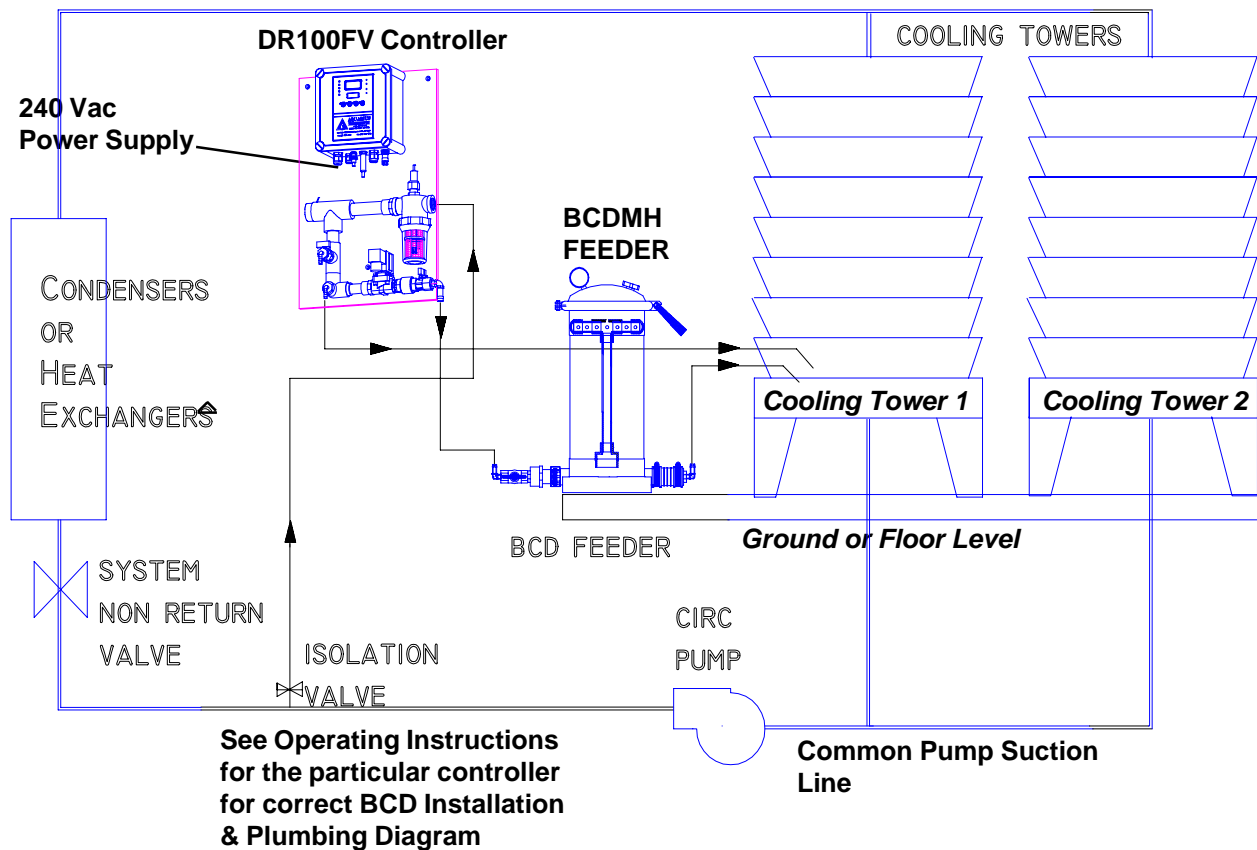 COOLING TOWERS
DR100FV Controller
240 Vac
Power Supply
BCDMH
FEEDER
CONDENSERS
OR
HEAT
EXCHANGERS
Cooling Tower 1
Cooling Tower 2
BCD FEEDER
Ground or Floor Level
SYSTEM
NON RETURN
VALVE
ISOLATION
VALVE
CIRC
PUMP
See Operating Instructions
for the particular controller
for correct BCD Installation
& Plumbing Diagram
Common Pump Suction
Line